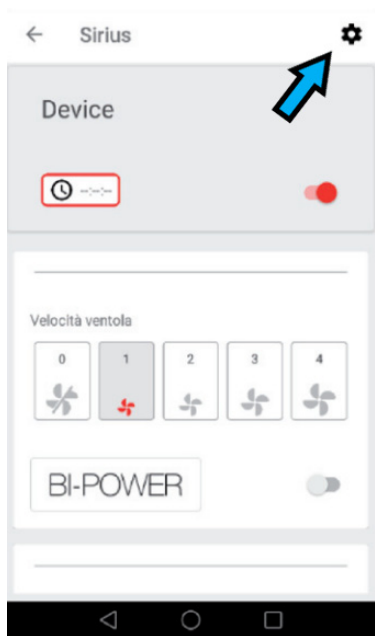 Sirius
Device
--:--:--
Velocità ventola
0 1 2 3 4
BI-POWER